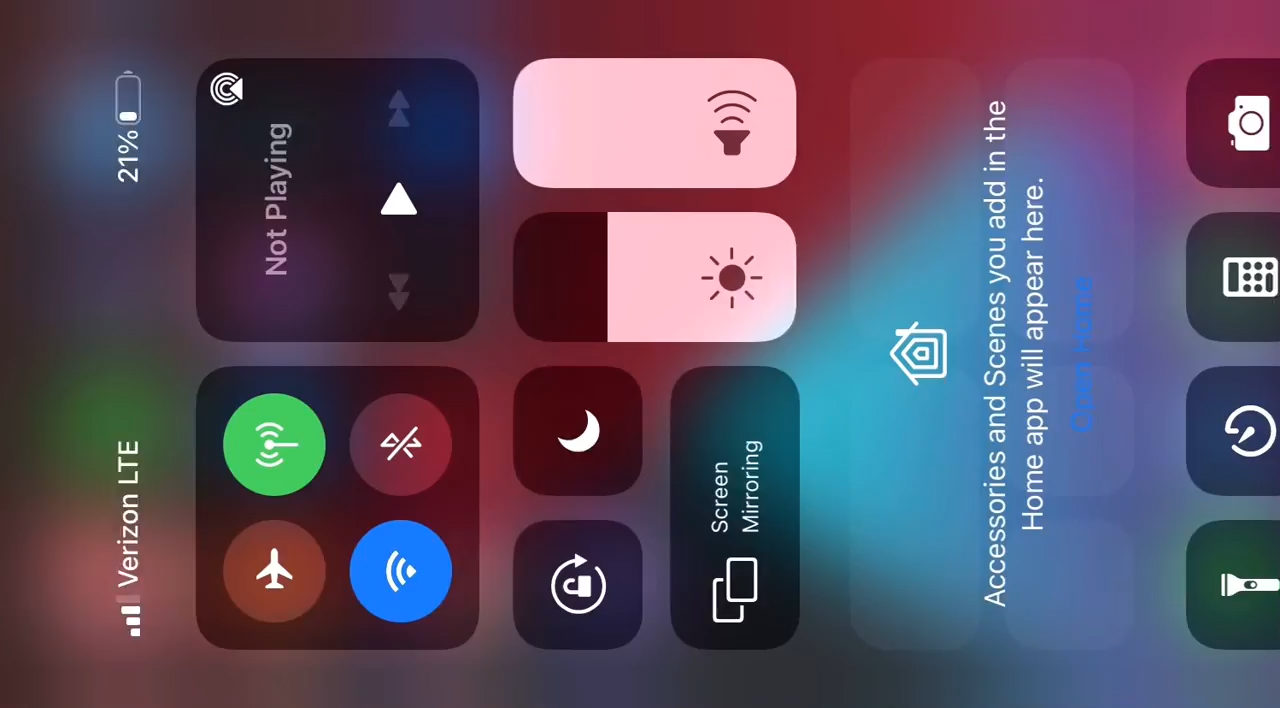 Verizon LTE
21%
Not Playing
Screen
Mirroring
Accessories and Scenes you add in the
Home app will appear here.
Open Home